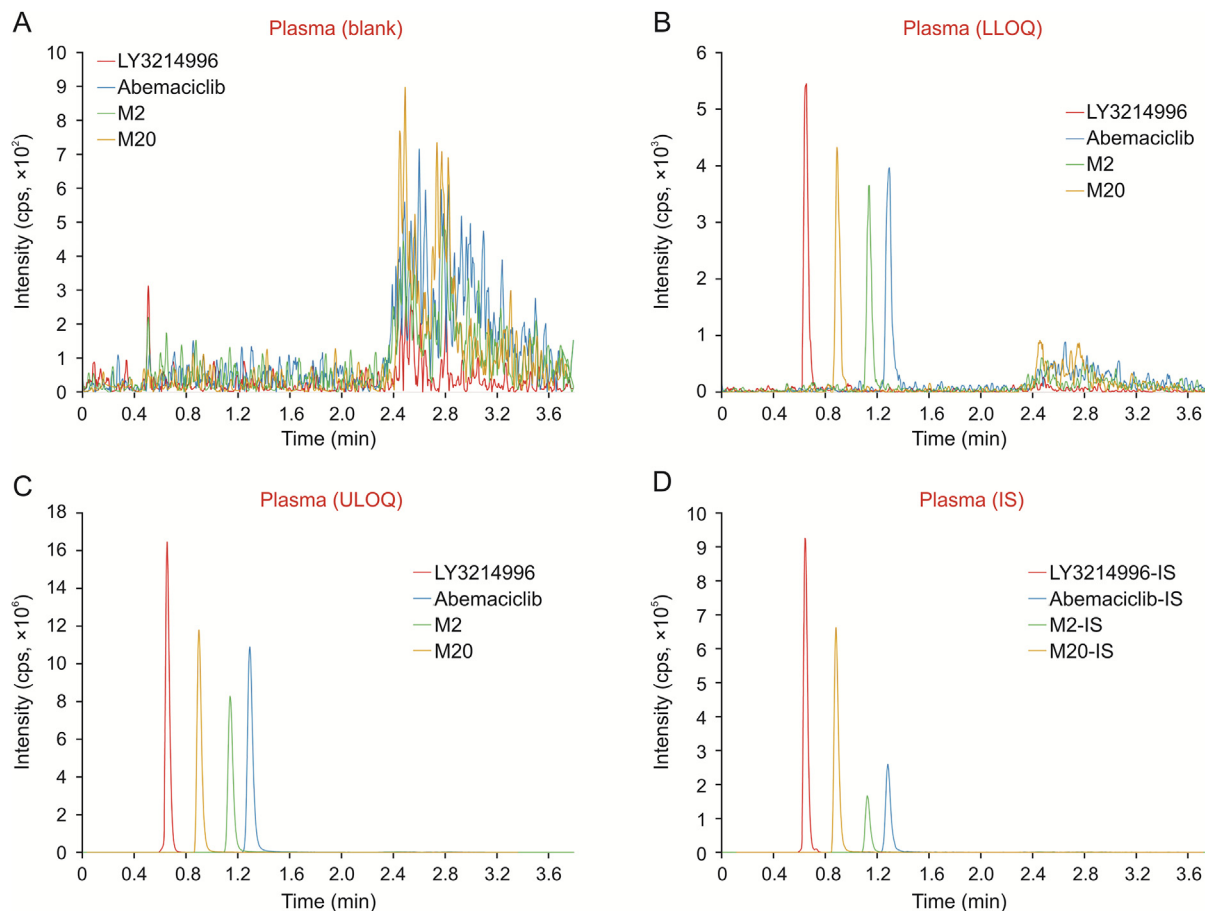 A
Plasma (blank)
Intensity (cps, ×10²)
10
9
8
7
6
5
4
3
2
1
0
LY3214996
Abemaciclib
M2
M20
0 0.4 0.8 1.2 1.6 2.0 2.4 2.8 3.2 3.6
Time (min)
B
Plasma (LLOQ)
Intensity (cps, ×10³)
6
5
4
3
2
1
0
LY3214996
Abemaciclib
M2
M20
0 0.4 0.8 1.2 1.6 2.0 2.4 2.8 3.2 3.6
Time (min)
C
Plasma (ULOQ)
Intensity (cps, ×10⁶)
18
16
14
12
10
8
6
4
2
0
LY3214996
Abemaciclib
M2
M20
0 0.4 0.8 1.2 1.6 2.0 2.4 2.8 3.2 3.6
Time (min)
D
Plasma (IS)
Intensity (cps, ×10⁵)
10
9
8
7
6
5
4
3
2
1
0
LY3214996-IS
Abemaciclib-IS
M2-IS
M20-IS
0 0.4 0.8 1.2 1.6 2.0 2.4 2.8 3.2 3.6
Time (min)